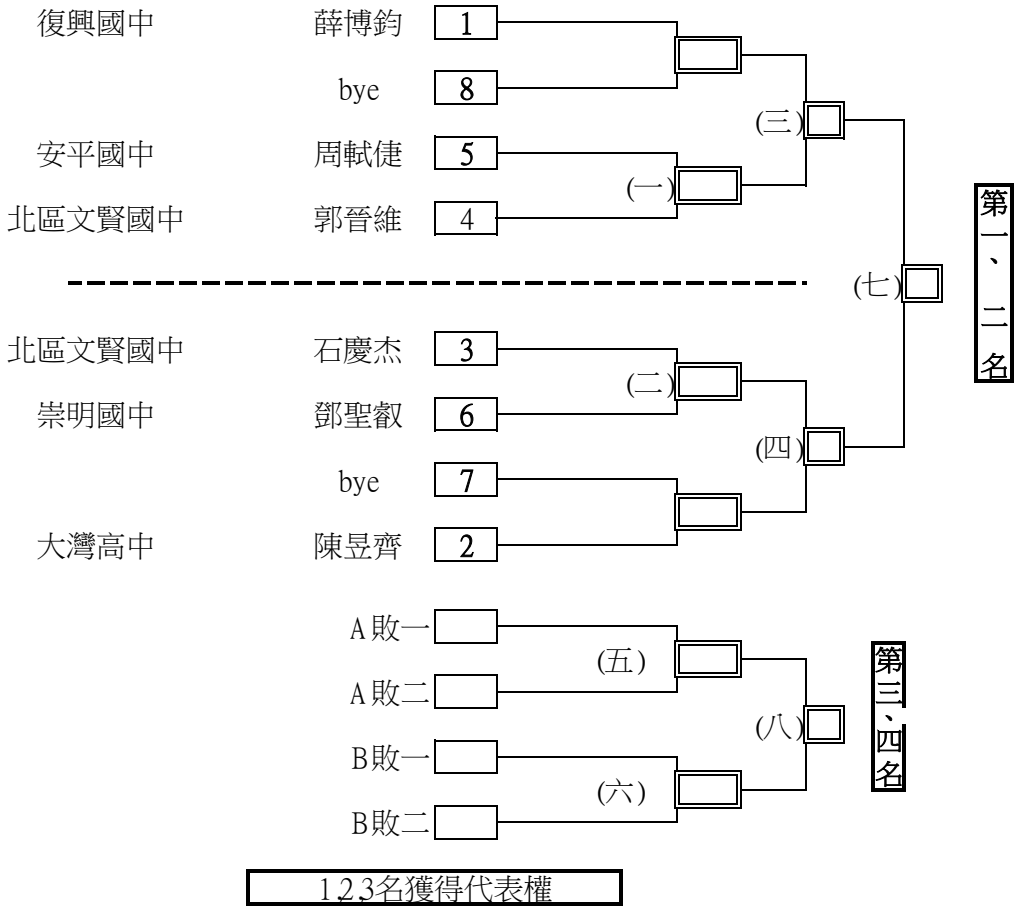 復興國中 薛博鈞 1
bye 8
(三)
安平國中 周軾倢 5
(一)
北區文賢國中 郭晉維 4
第一、二名
(七)
北區文賢國中 石慶杰 3
(二)
崇明國中 鄧聖叡 6
(四)
bye 7
大灣高中 陳昱齊 2
A敗一
(五)
A敗二
第三、四名
(八)
B敗一
(六)
B敗二
1,2,3名獲得代表權